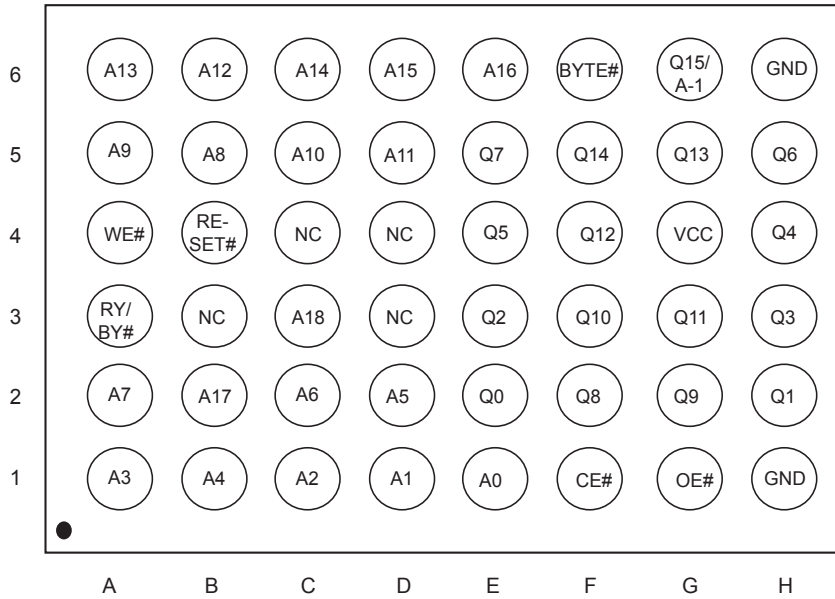 6 A13 A12 A14 A15 A16 BYTE# Q15/ A-1 GND
5 A9 A8 A10 A11 Q7 Q14 Q13 Q6
4 WE# RE- SET# NC NC Q5 Q12 VCC Q4
3 RY/ BY# NC A18 NC Q2 Q10 Q11 Q3
2 A7 A17 A6 A5 Q0 Q8 Q9 Q1
1 A3 A4 A2 A1 A0 CE# OE# GND
A B C D E F G H